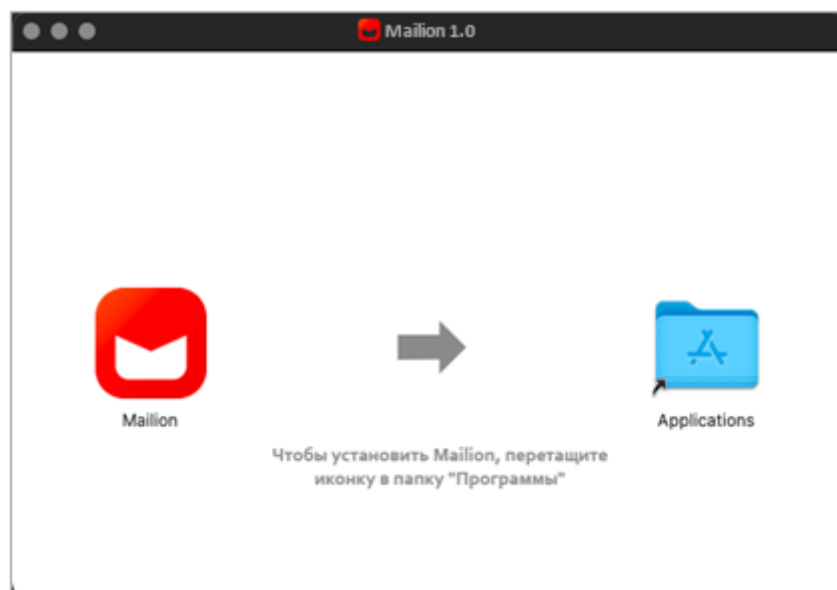 Mailion 1.0
Mailion
Applications
Чтобы установить Mailion, перетащите
иконку в папку "Программы"